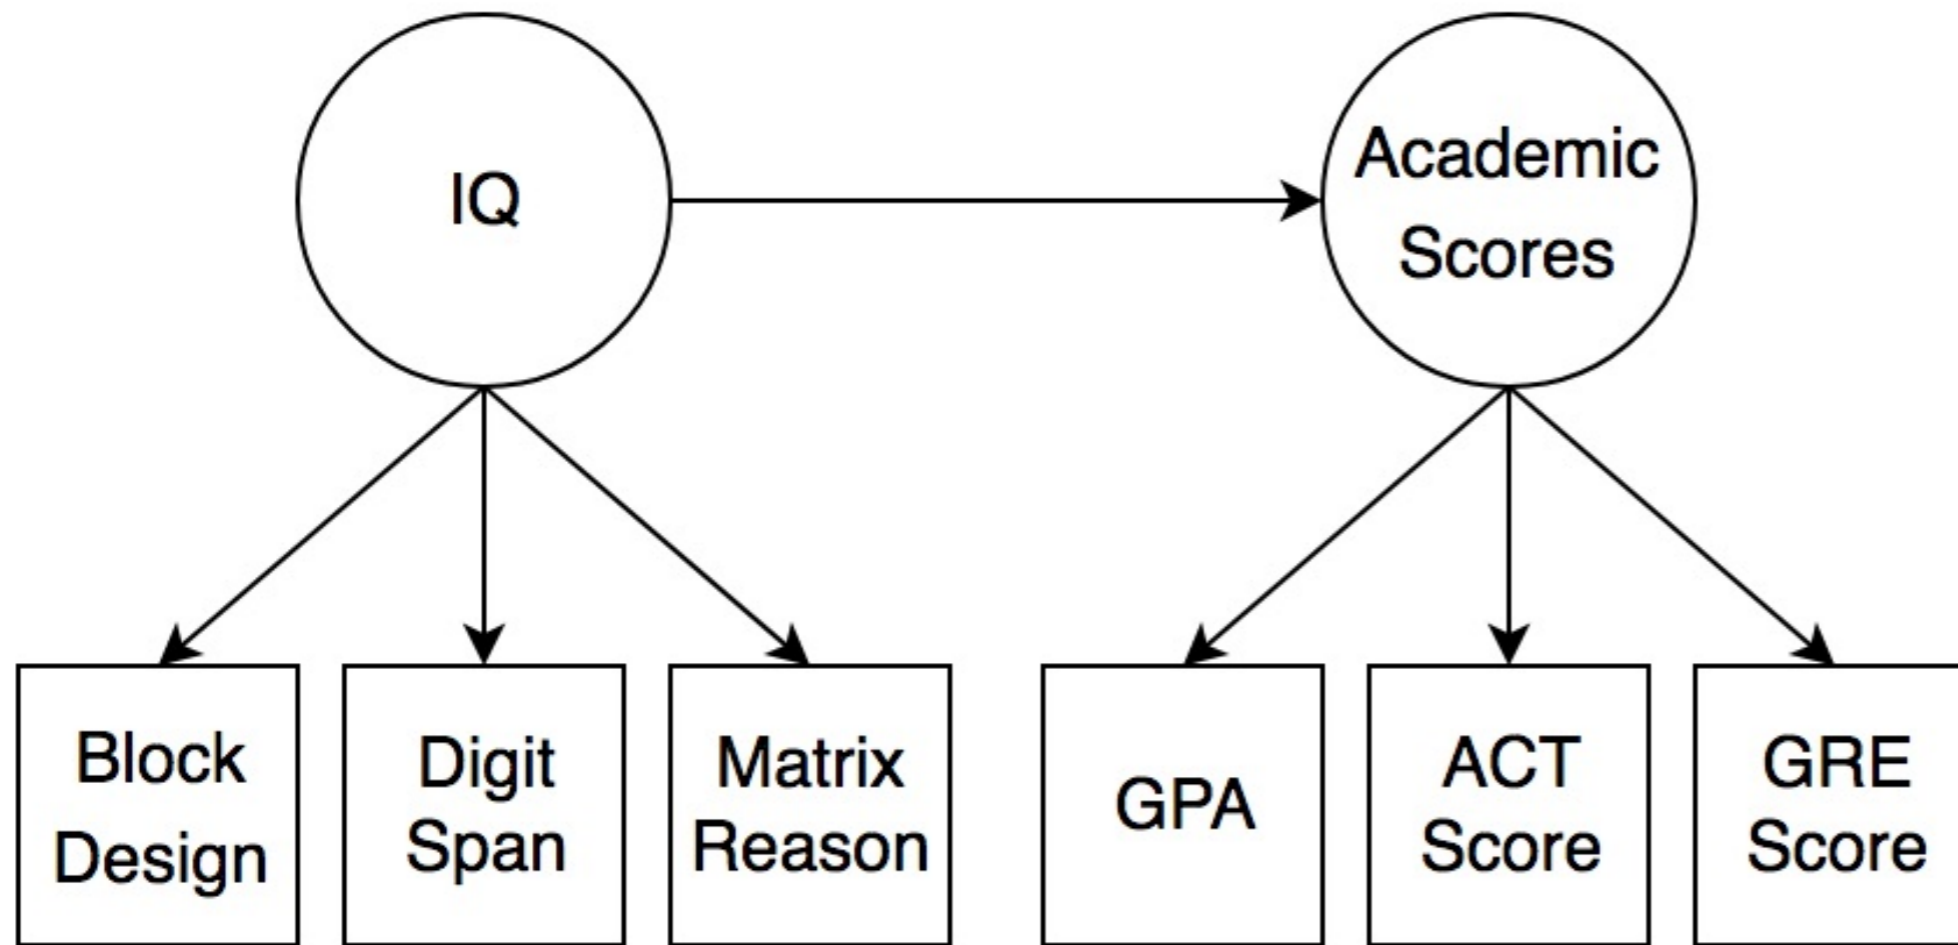 IQ
Academic
Scores
Block
Design
Digit
Span
Matrix
Reason
GPA
ACT
Score
GRE
Score